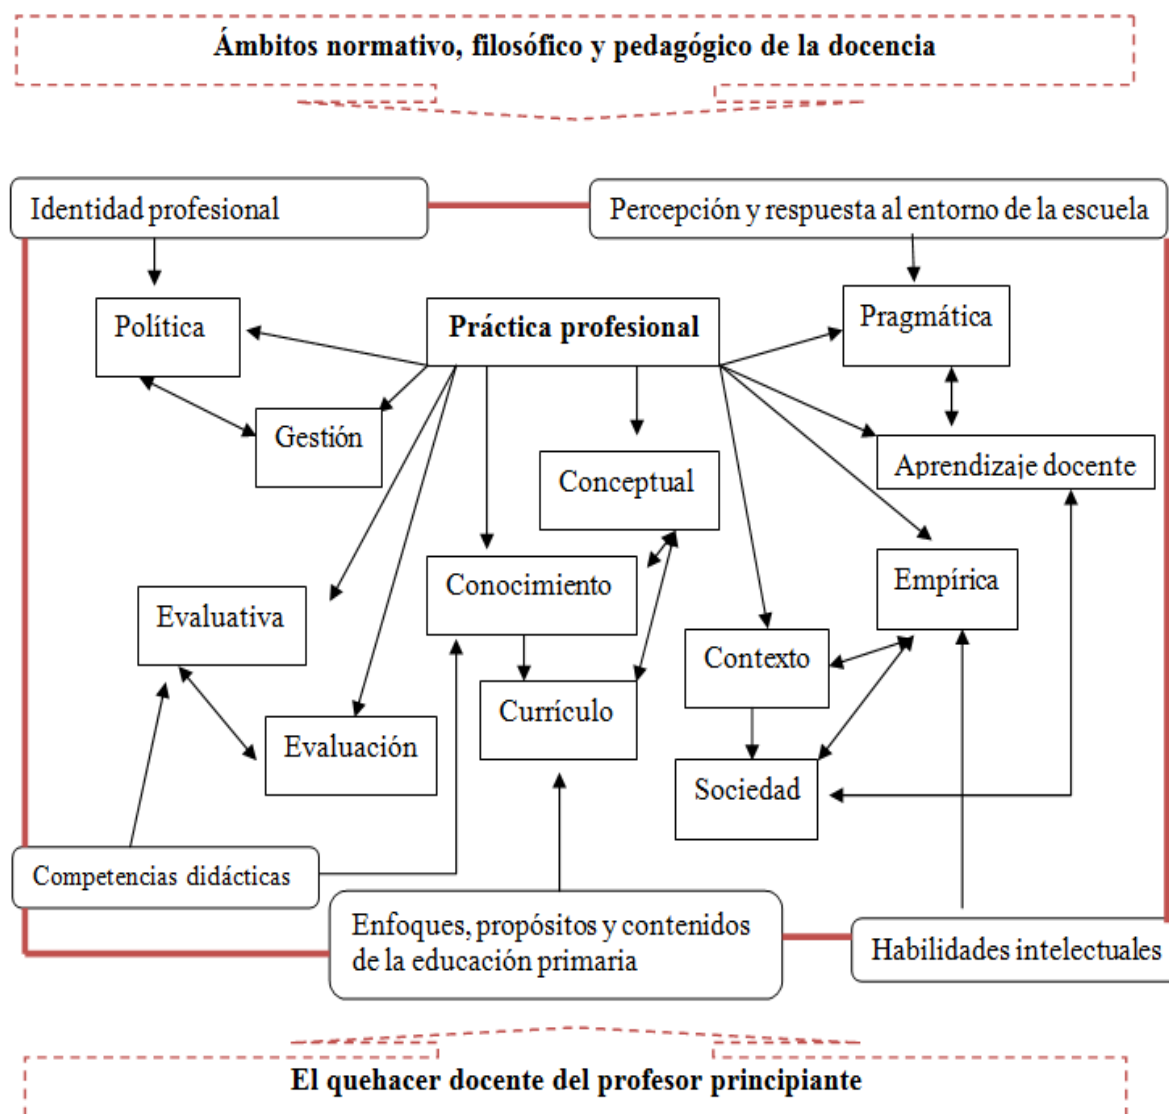 Ámbitos normativo, filosófico y pedagógico de la docencia
Identidad profesional
Percepción y respuesta al entorno de la escuela
Política
Práctica profesional
Pragmática
Gestión
Aprendizaje docente
Conceptual
Conocimiento
Empírica
Evaluativa
Contexto
Currículo
Evaluación
Sociedad
Competencias didácticas
Enfoques, propósitos y contenidos
de la educación primaria
Habilidades intelectuales
El quehacer docente del profesor principiante